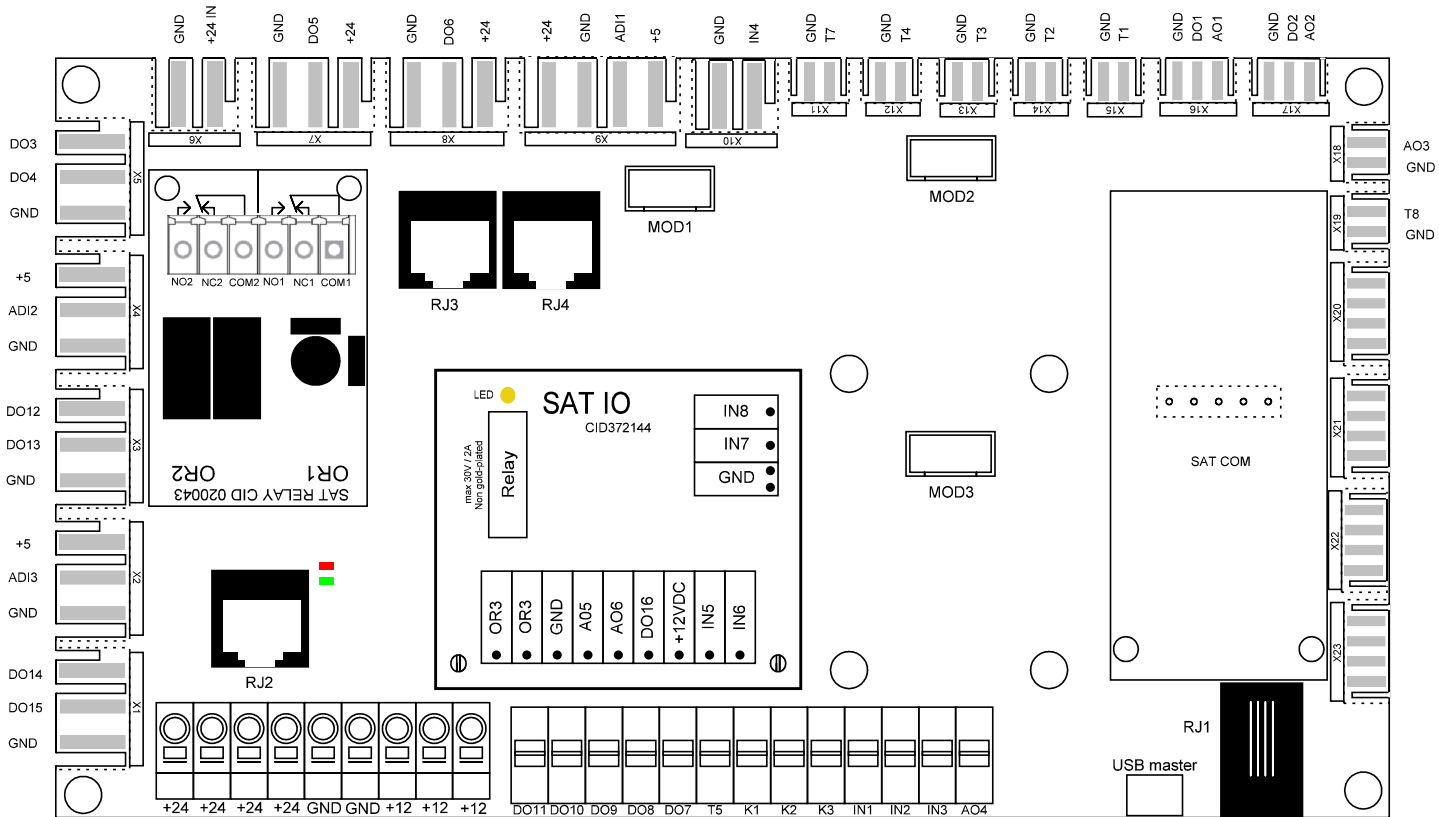 GND +24 IN GND DO5 +24 GND DO6 +24 +24 GND ADI1 +5 GND IN4 GND T7 GND T4 GND T3 GND T2 GND T1 GND DO1 AO1 GND DO2 AO2
X6 X7 X8 X9 X10 X11 X12 X13 X14 X15 X16 X17
DO3
DO4
GND
X5
+5
ADI2
GND
X4
DO12
DO13
GND
X3
+5
ADI3
GND
X2
DO14
DO15
GND
X1
NO2 NC2 COM2 NO1 NC1 COM1
OR2 OR1
SAT RELAY CID 020043
RJ3
RJ4
MOD1
MOD2
MOD3
LED
SAT IO
CID372144
max 30V / 2A
Non gold-plated
Relay
IN8
IN7
GND
OR3 OR3 GND A05 AO6 DO16 +12VDC IN5 IN6
RJ2
+24 +24 +24 +24 GND GND +12 +12 +12
DO11 DO10 DO9 DO8 DO7 T5 K1 K2 K3 IN1 IN2 IN3 AO4
SAT COM
X18
AO3
GND
X19
T8
GND
X20
X21
X22
X23
RJ1
USB master